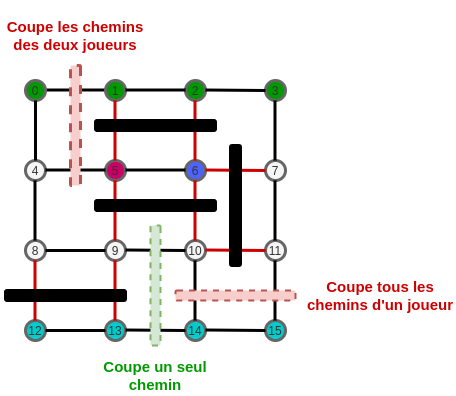 Coupe les chemins
des deux joueurs
0 1 2 3
4 5 6 7
8 9 10 11
Coupe tous les
chemins d'un joueur
12 13 14 15
Coupe un seul
chemin